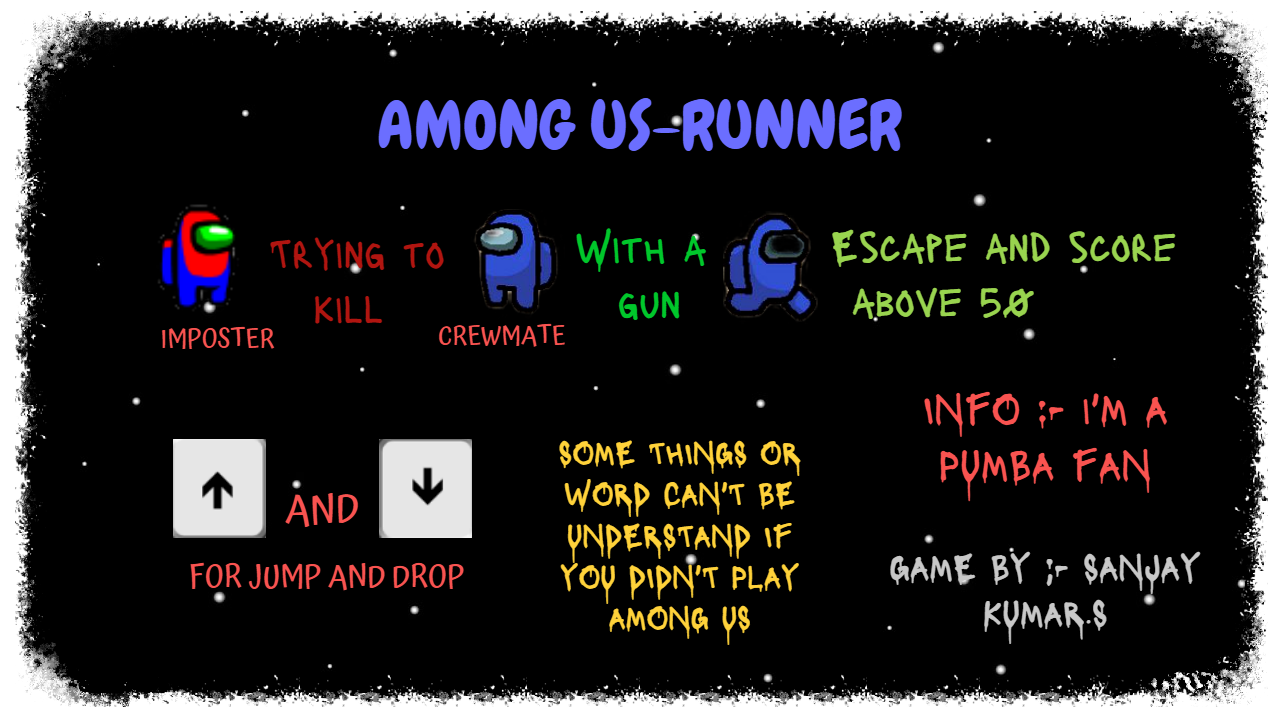 AMONG US-RUNNER
TRYING TO
KILL
IMPOSTER
CREWMATE
WITH A
GUN
ESCAPE AND SCORE
ABOVE 50
AND
FOR JUMP AND DROP
SOME THINGS OR
WORD CAN'T BE
UNDERSTAND IF
YOU DIDN'T PLAY
AMONG US
INFO :- I'M A
PUMBA FAN
GAME BY :- SANJAY
KUMAR.S